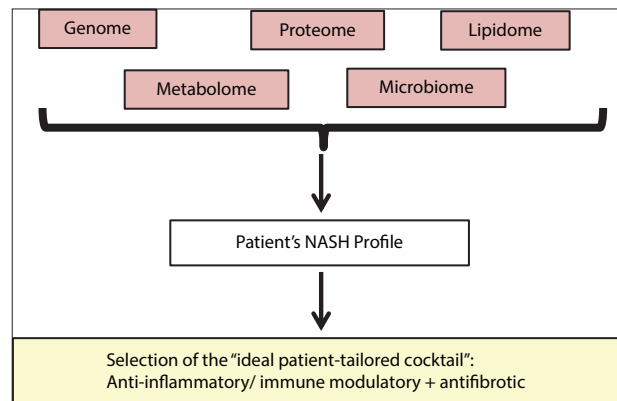 Genome
Proteome
Lipidome
Metabolome
Microbiome
Patient’s NASH Profile
Selection of the “ideal patient-tailored cocktail”:
Anti-inflammatory/ immune modulatory + antifibrotic